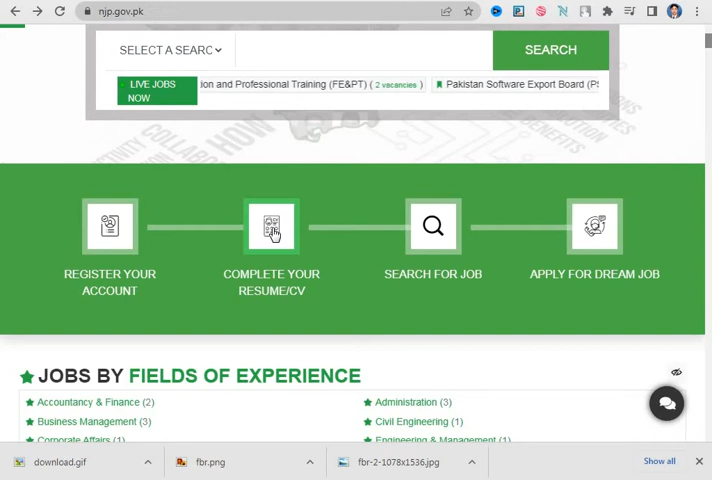 njp.gov.pk
SELECT A SEARC
SEARCH
LIVE JOBS NOW
ion and Professional Training (FE&PT) ( 2 vacancies )
Pakistan Software Export Board (PS
REGISTER YOUR
ACCOUNT
COMPLETE YOUR
RESUME/CV
SEARCH FOR JOB
APPLY FOR DREAM JOB
JOBS BY FIELDS OF EXPERIENCE
Accountancy & Finance (2)
Administration (3)
Business Management (3)
Civil Engineering (1)
Corporate Affairs (1)
Engineering & Management (1)
download.gif
fbr.png
fbr-2-1078x1536.jpg
Show all